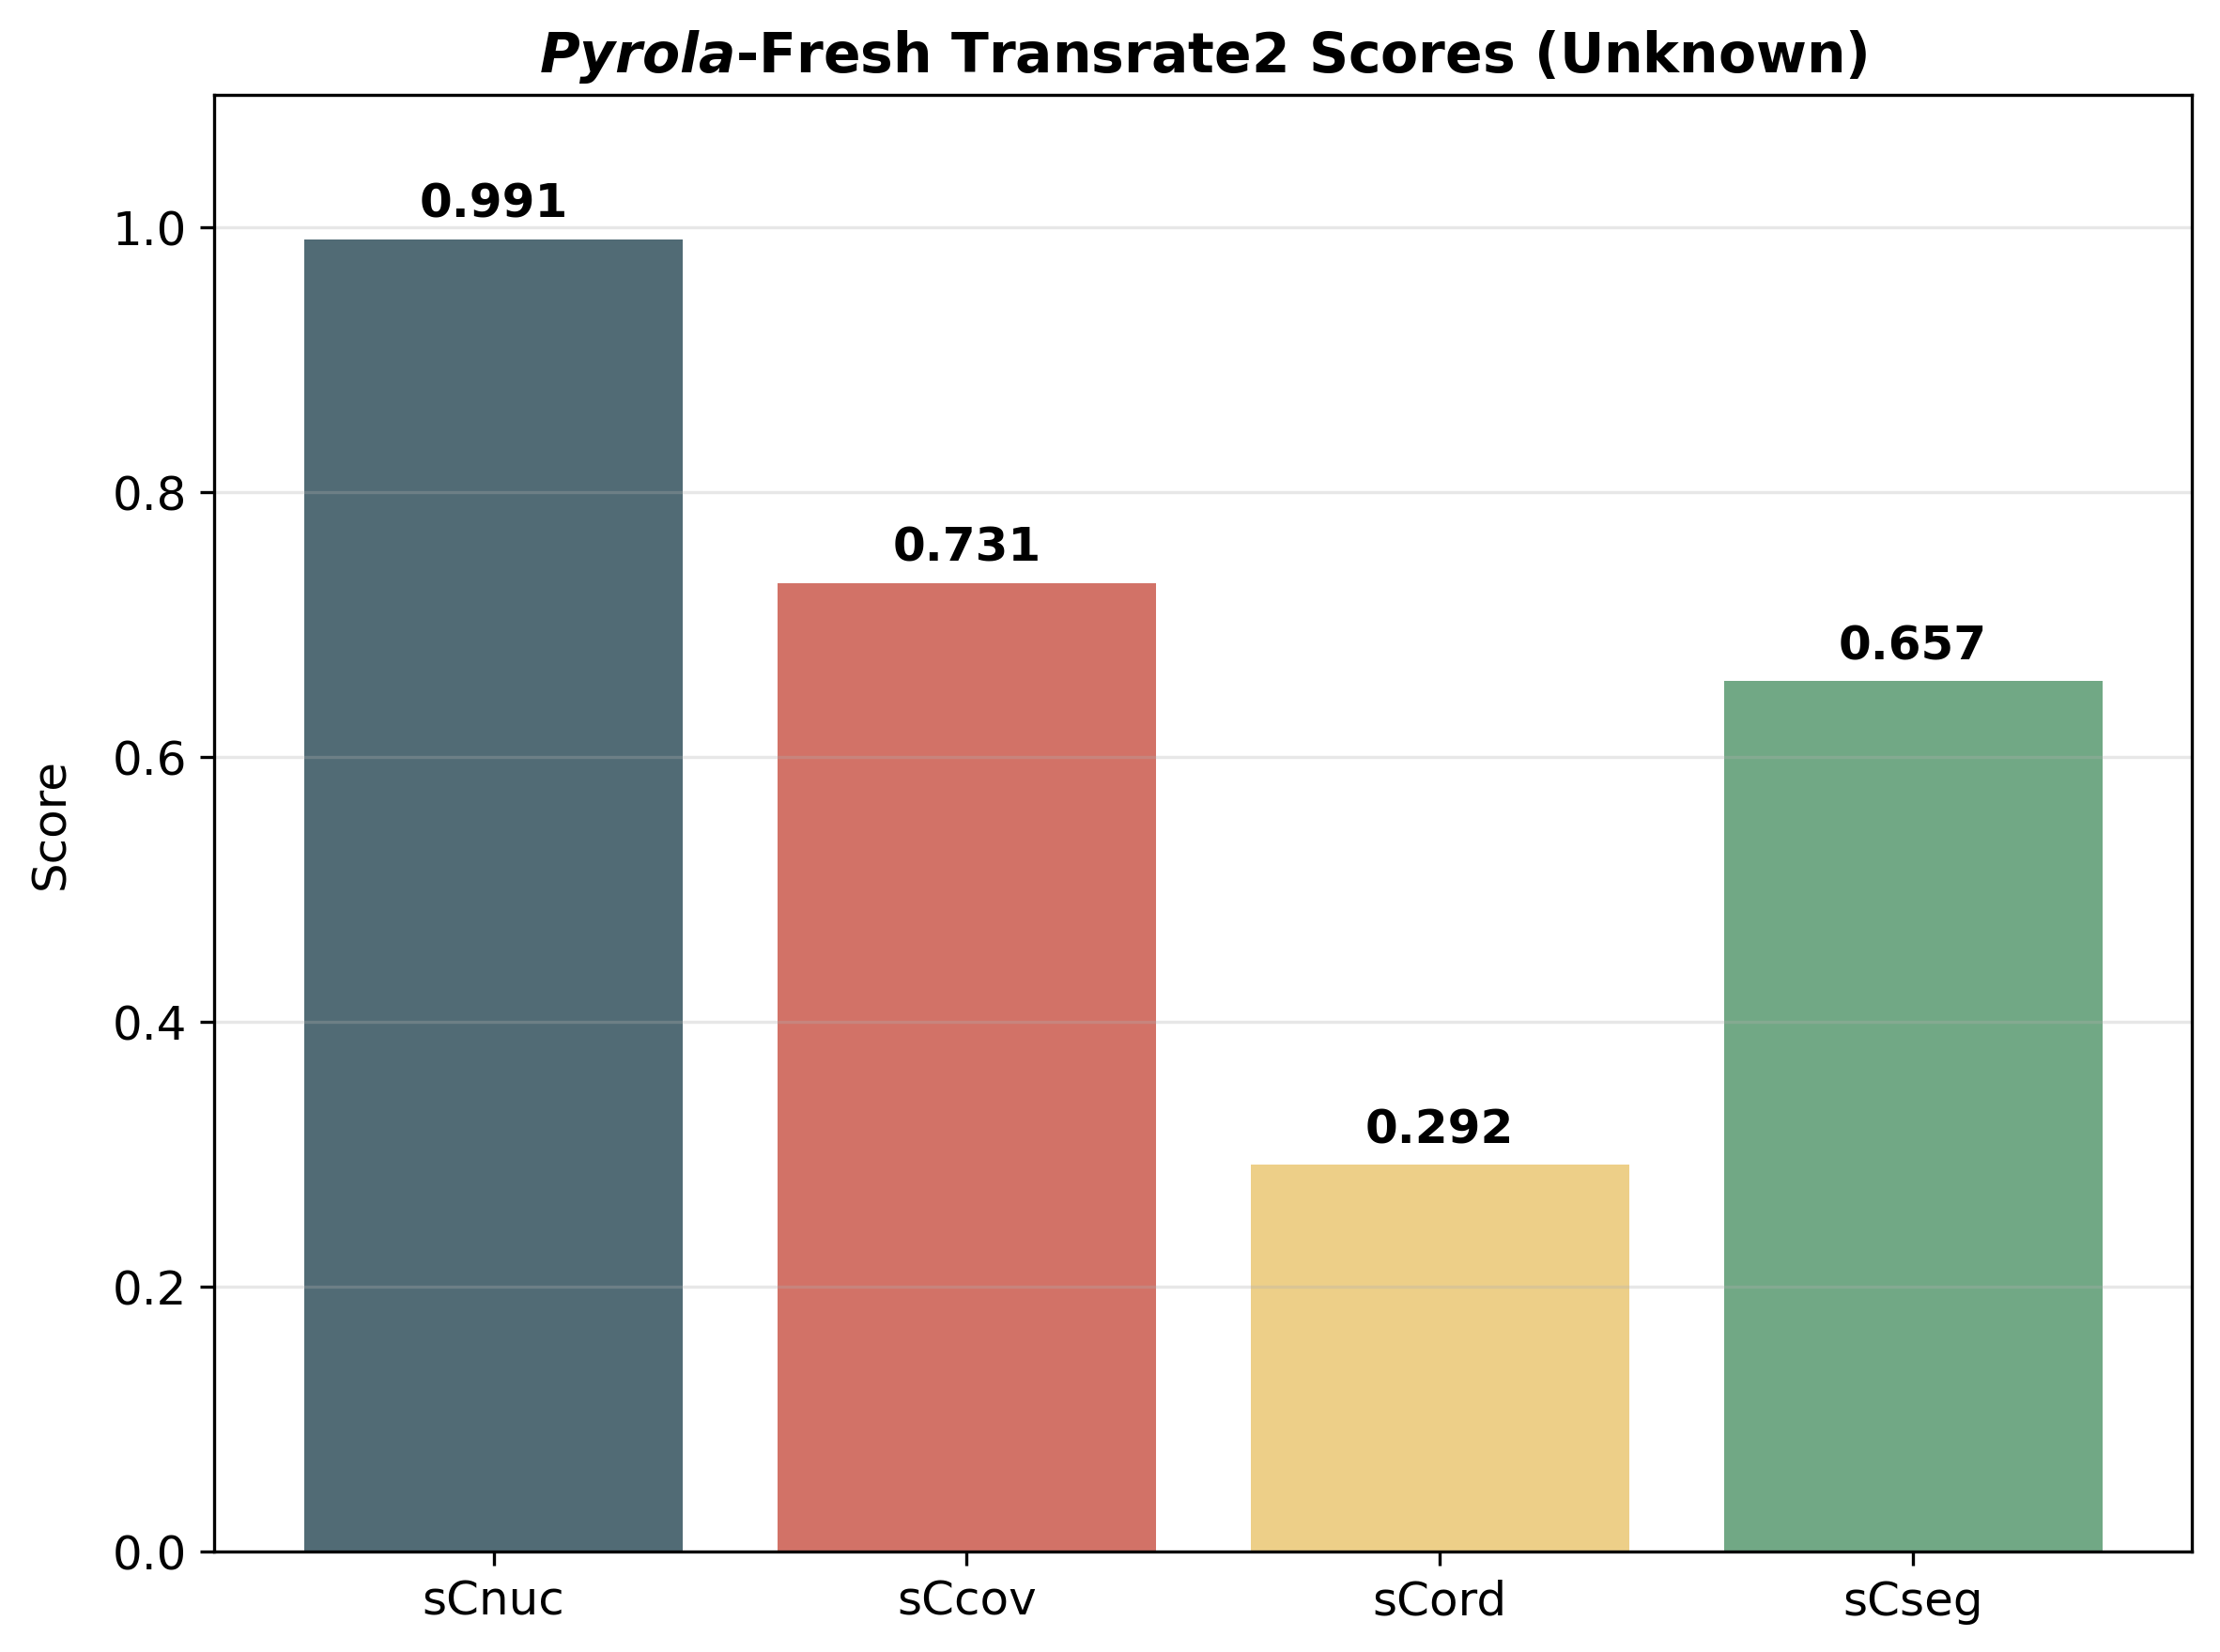 Pyrola-Fresh Transrate2 Scores (Unknown)
Score
1.0
0.8
0.6
0.4
0.2
0.0
0.991
0.731
0.292
0.657
sCnuc
sCcov
sCord
sCseg